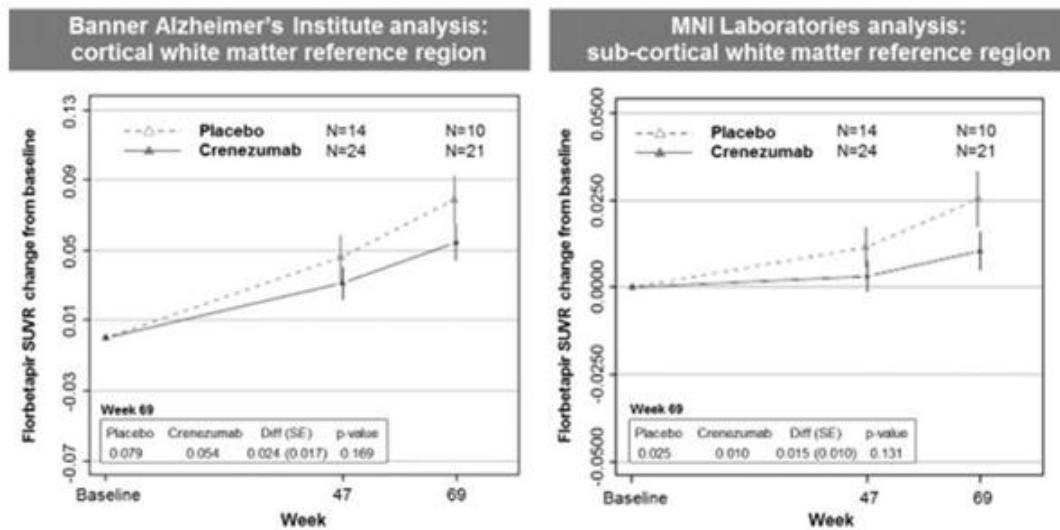 Banner Alzheimer's Institute analysis:
cortical white matter reference region
Florbetapir SUVR change from baseline
0.13
0.09
0.05
0.01
-0.03
-0.07
Placebo N=14 N=10
Crenezumab N=24 N=21
Week 69
Placebo Crenezumab Diff (SE) p-value
0.079 0.054 0.024 (0.017) 0.169
Baseline 47 69
Week
MNI Laboratories analysis:
sub-cortical white matter reference region
Florbetapir SUVR change from baseline
0.0500
0.0250
0.0000
-0.0250
-0.0500
Placebo N=14 N=10
Crenezumab N=24 N=21
Week 69
Placebo Crenezumab Diff (SE) p-value
0.025 0.010 0.015 (0.010) 0.131
Baseline 47 69
Week